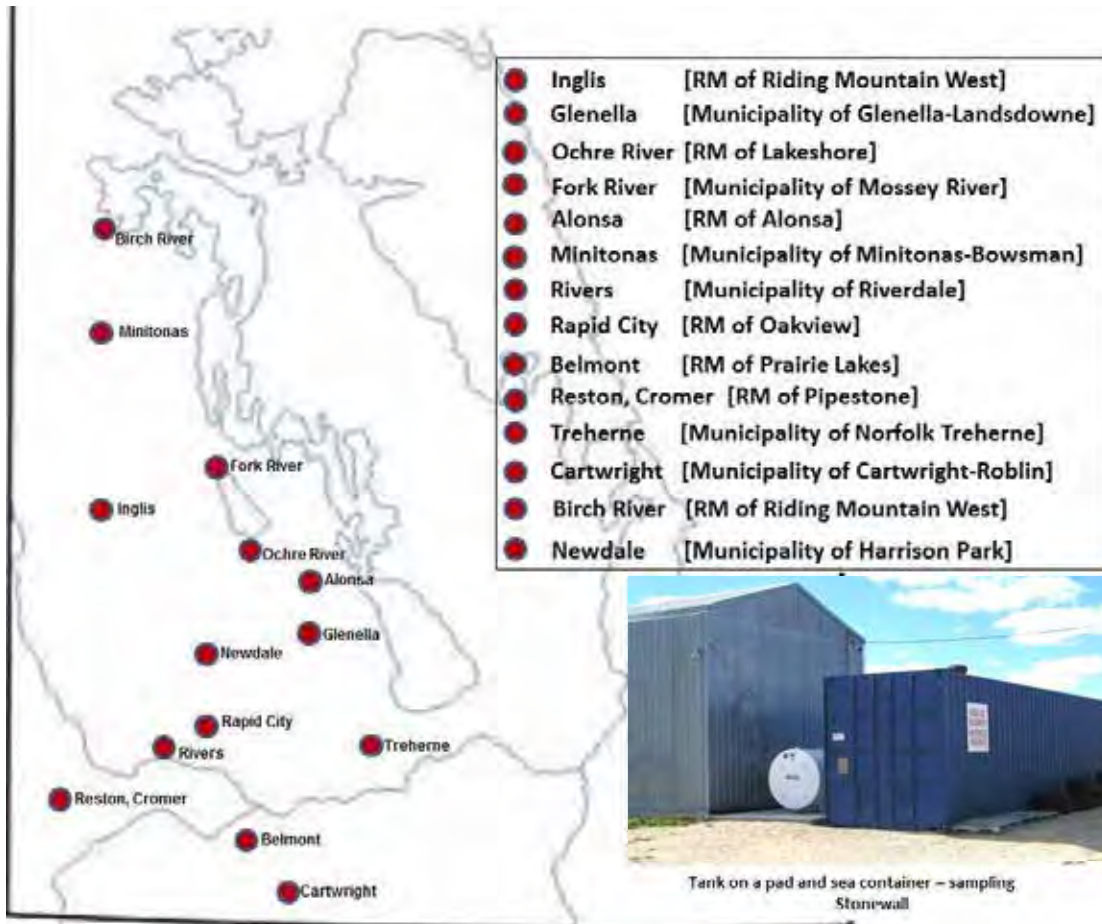 Inglis [RM of Riding Mountain West]
Glenella [Municipality of Glenella-Landsdowne]
Ochre River [RM of Lakeshore]
Fork River [Municipality of Mossey River]
Alonsa [RM of Alonsa]
Minitonas [Municipality of Minitonas-Bowsman]
Rivers [Municipality of Riverdale]
Rapid City [RM of Oakview]
Belmont [RM of Prairie Lakes]
Reston, Cromer [RM of Pipestone]
Treherne [Municipality of Norfolk Treherne]
Cartwright [Municipality of Cartwright-Roblin]
Birch River [RM of Riding Mountain West]
Newdale [Municipality of Harrison Park]
Birch River
Minitonas
Fork River
Inglis
Ochre River
Alonsa
Glenella
Newdale
Rapid City
Rivers
Treherne
Reston, Cromer
Belmont
Cartwright
Tank on a pad and sea container – sampling
Stonewall